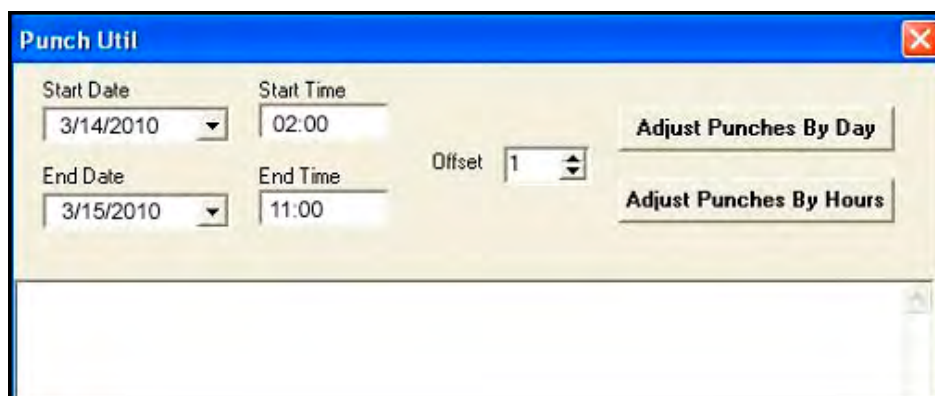 Punch Util
Start Date
Start Time
3/14/2010
02:00
Adjust Punches By Day
Offset
1
End Date
End Time
3/15/2010
11:00
Adjust Punches By Hours